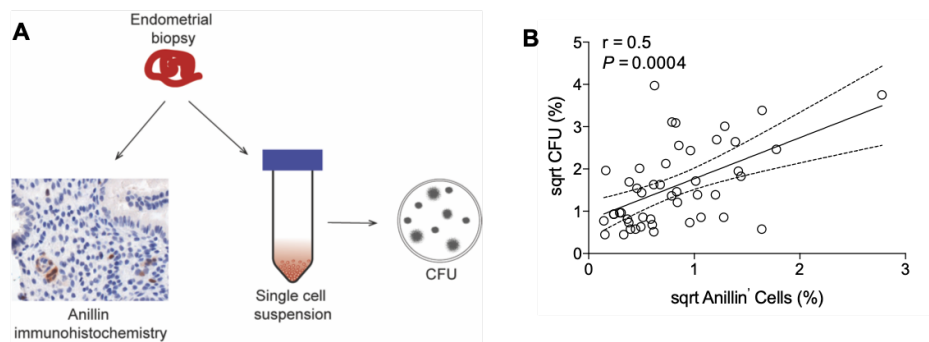 A
Endometrial
biopsy
Anillin
immunohistochemistry
Single cell
suspension
CFU
B
r = 0.5
P = 0.0004
5
4
3
2
1
0
sqrt CFU (%)
0 1 2 3
sqrt Anillin' Cells (%)